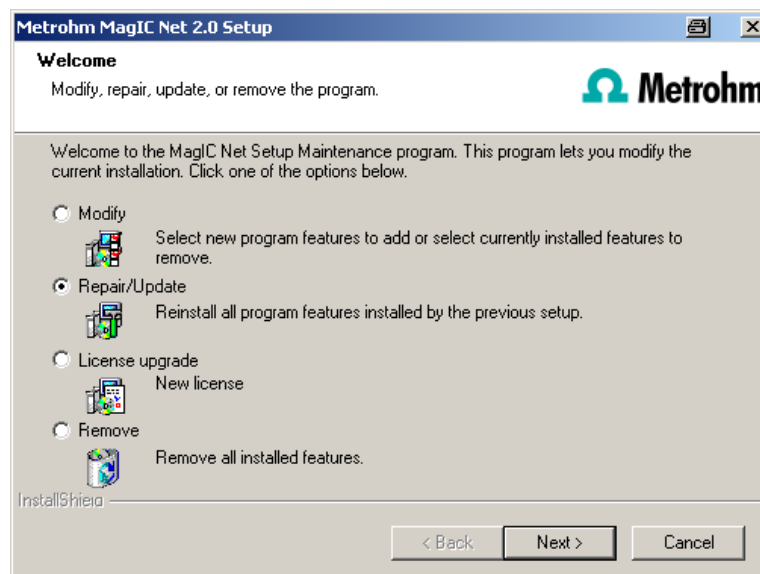 Metrohm MagIC Net 2.0 Setup
Welcome
Modify, repair, update, or remove the program.
Metrohm
Welcome to the MagIC Net Setup Maintenance program. This program lets you modify the
current installation. Click one of the options below.
Modify
Select new program features to add or select currently installed features to
remove.
Repair/Update
Reinstall all program features installed by the previous setup.
License upgrade
New license
Remove
Remove all installed features.
InstallShield
< Back
Next >
Cancel